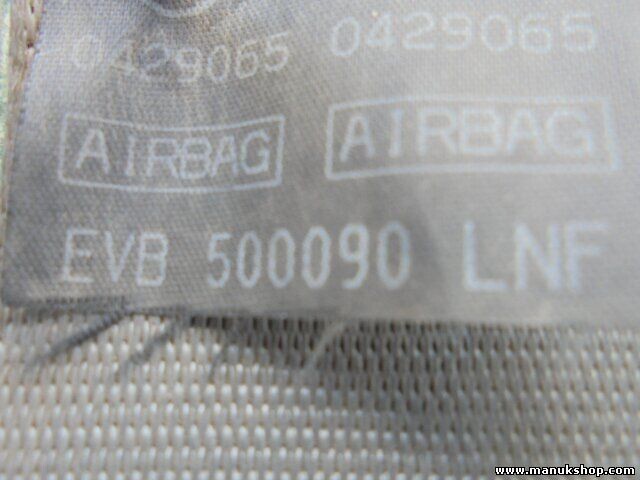 0429065 0429065
AIRBAG AIRBAG
EVB 500090 LNF
www.manukshop.com